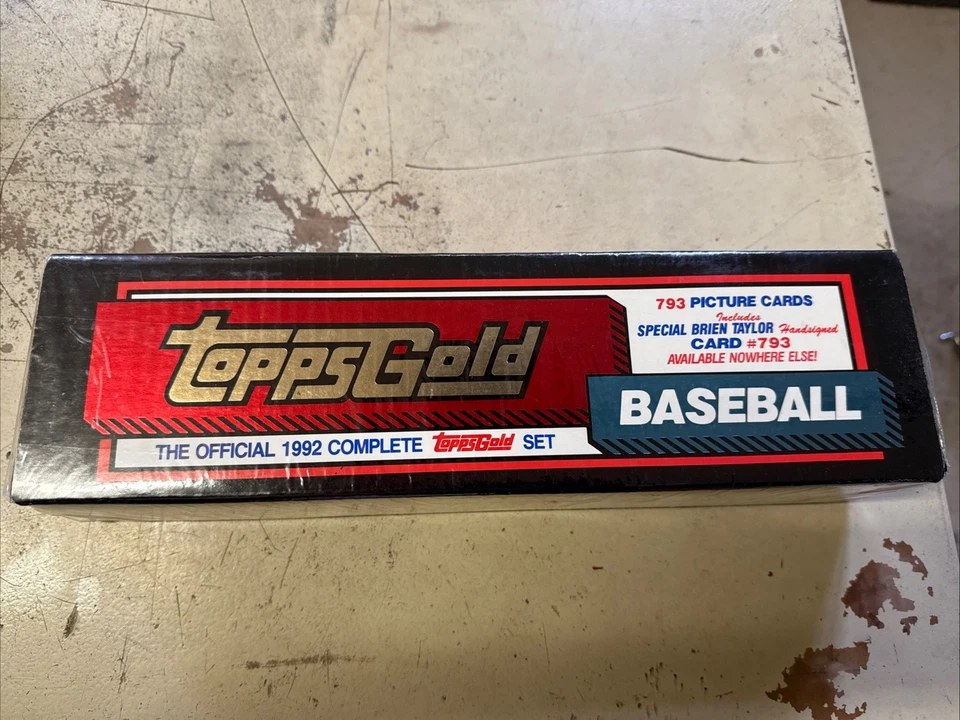 ToppsGold
THE OFFICIAL 1992 COMPLETE ToppsGold SET
793 PICTURE CARDS
Includes
SPECIAL BRIEN TAYLOR Handsigned
CARD #793
AVAILABLE NOWHERE ELSE!
BASEBALL